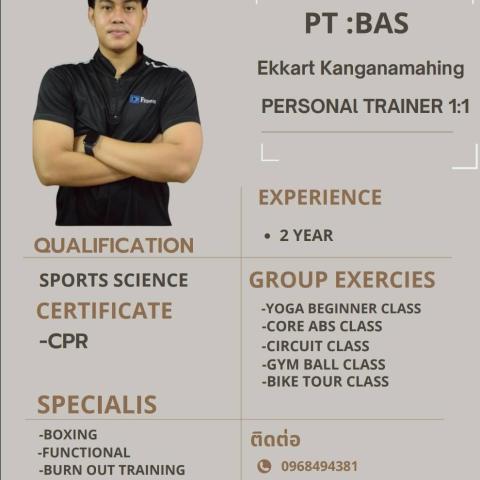 PT :BAS
Ekkart Kanganamahing
PERSONAl TRAINER 1:1
EXPERIENCE
• 2 YEAR
QUALIFICATION
SPORTS SCIENCE
CERTIFICATE
-CPR
GROUP EXERCIES
-YOGA BEGINNER CLASS
-CORE ABS CLASS
-CIRCUIT CLASS
-GYM BALL CLASS
-BIKE TOUR CLASS
SPECIALIS
-BOXING
-FUNCTIONAL
-BURN OUT TRAINING
ติดต่อ
0968494381